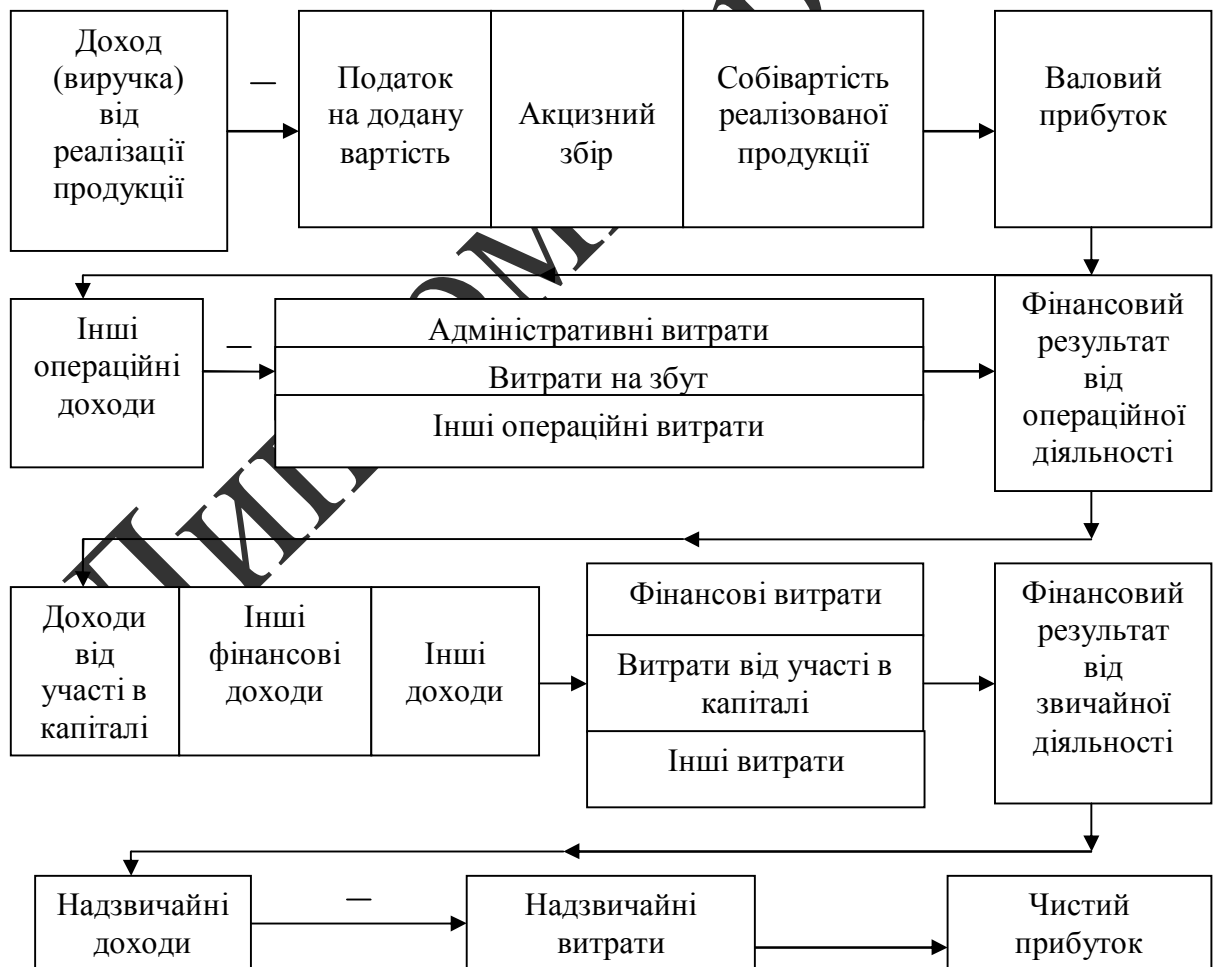 Доход
(виручка)
від
реалізації
продукції
—
Податок
на додану
вартість
Акцизний
збір
Собівартість
реалізованої
продукції
Валовий
прибуток
Інші
операційні
доходи
—
Адміністративні витрати
Витрати на збут
Інші операційні витрати
Фінансовий
результат
від
операційної
діяльності
Доходи
від
участі в
капіталі
Інші
фінансові
доходи
Інші
доходи
Фінансові витрати
Витрати від участі в
капіталі
Інші витрати
Фінансовий
результат
від
звичайної
діяльності
Надзвичайні
доходи
—
Надзвичайні
витрати
Чистий
прибуток